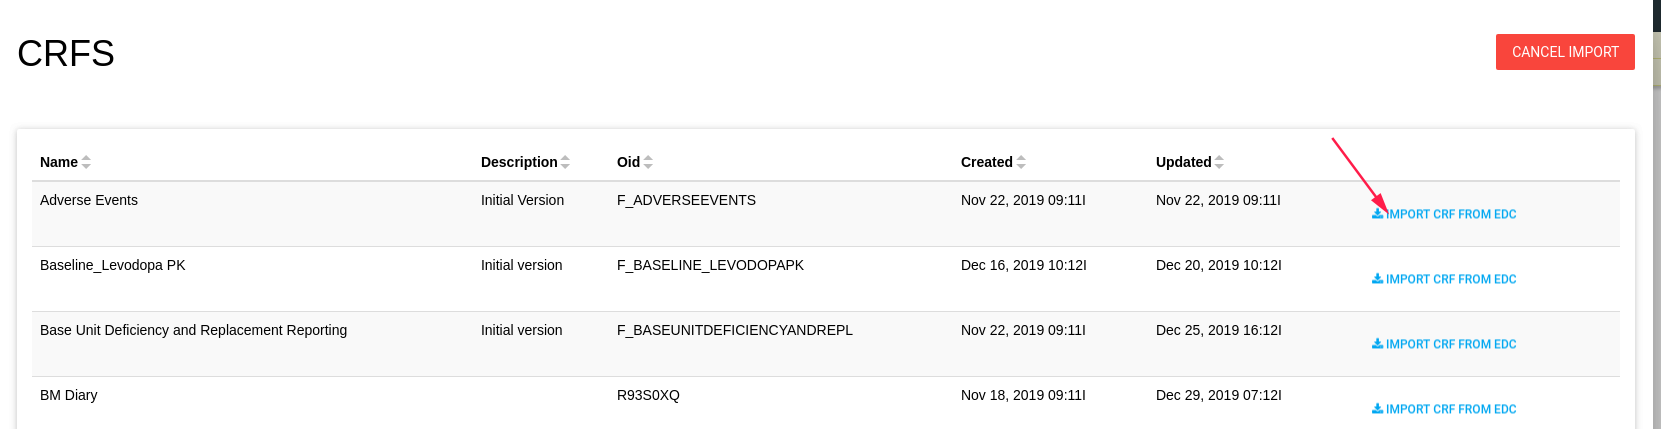 CRFS
CANCEL IMPORT
Name Description Oid Created Updated
Adverse Events Initial Version F_ADVERSEEVENTS Nov 22, 2019 09:11I Nov 22, 2019 09:11I IMPORT CRF FROM EDC
Baseline_Levodopa PK Initial version F_BASELINE_LEVODOPAPK Dec 16, 2019 10:12I Dec 20, 2019 10:12I IMPORT CRF FROM EDC
Base Unit Deficiency and Replacement Reporting Initial version F_BASEUNITDEFICIENCYANDREPL Nov 22, 2019 09:11I Dec 25, 2019 16:12I IMPORT CRF FROM EDC
BM Diary R93S0XQ Nov 18, 2019 09:11I Dec 29, 2019 07:12I IMPORT CRF FROM EDC